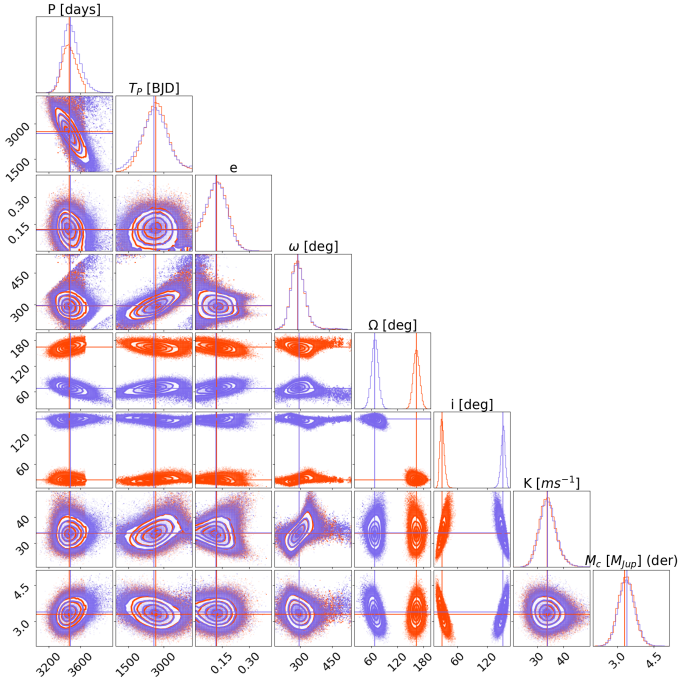 P [days]
T_P [BJD]
3000
1500
e
0.30
0.15
ω [deg]
450
300
Ω [deg]
180
120
60
i [deg]
120
60
K [ms⁻¹]
40
30
M_c [M_Jup] (der)
4.5
3.0
3200 3600 1500 3000 0.15 0.30 300 450 60 120 180 60 120 30 40 3.0 4.5